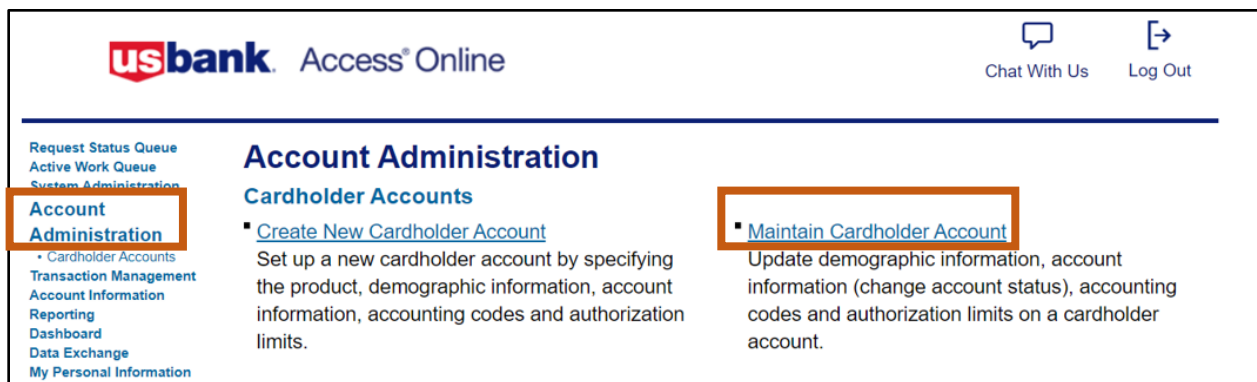 usbank. Access® Online
Chat With Us
Log Out
Request Status Queue
Active Work Queue
System Administration
Account
Administration
• Cardholder Accounts
Transaction Management
Account Information
Reporting
Dashboard
Data Exchange
My Personal Information
Account Administration
Cardholder Accounts
▪ Create New Cardholder Account
Set up a new cardholder account by specifying
the product, demographic information, account
information, accounting codes and authorization
limits.
▪ Maintain Cardholder Account
Update demographic information, account
information (change account status), accounting
codes and authorization limits on a cardholder
account.